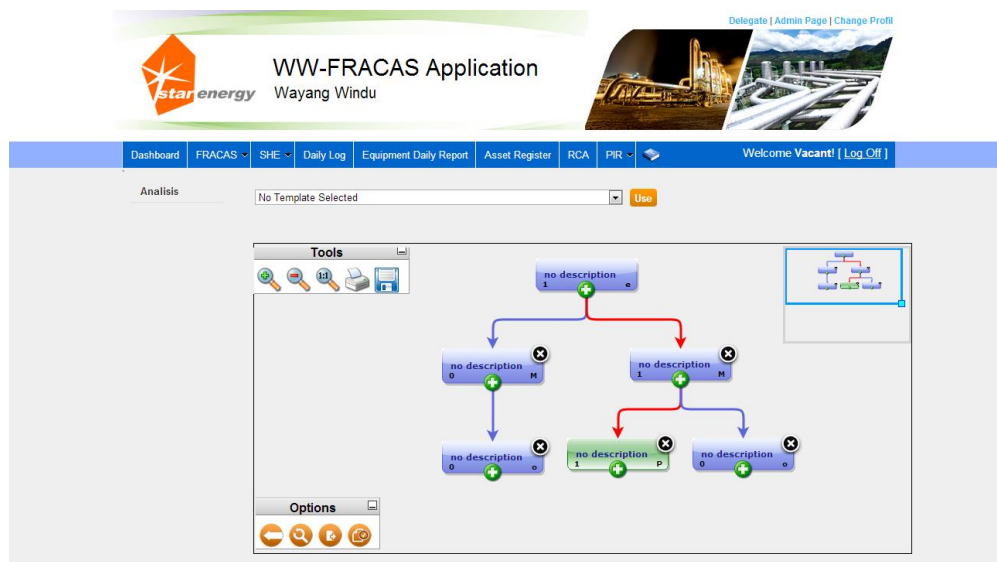 Delegate | Admin Page | Change Profil
star energy
WW-FRACAS Application
Wayang Windu
Dashboard FRACAS SHE Daily Log Equipment Daily Report Asset Register RCA PIR Welcome Vacant! [ Log Off ]
Analisis
No Template Selected Use
Tools
1:1
no description
1 e
no description
0 M
no description
1 M
no description
0 o
no description
1 P
no description
0 o
Options